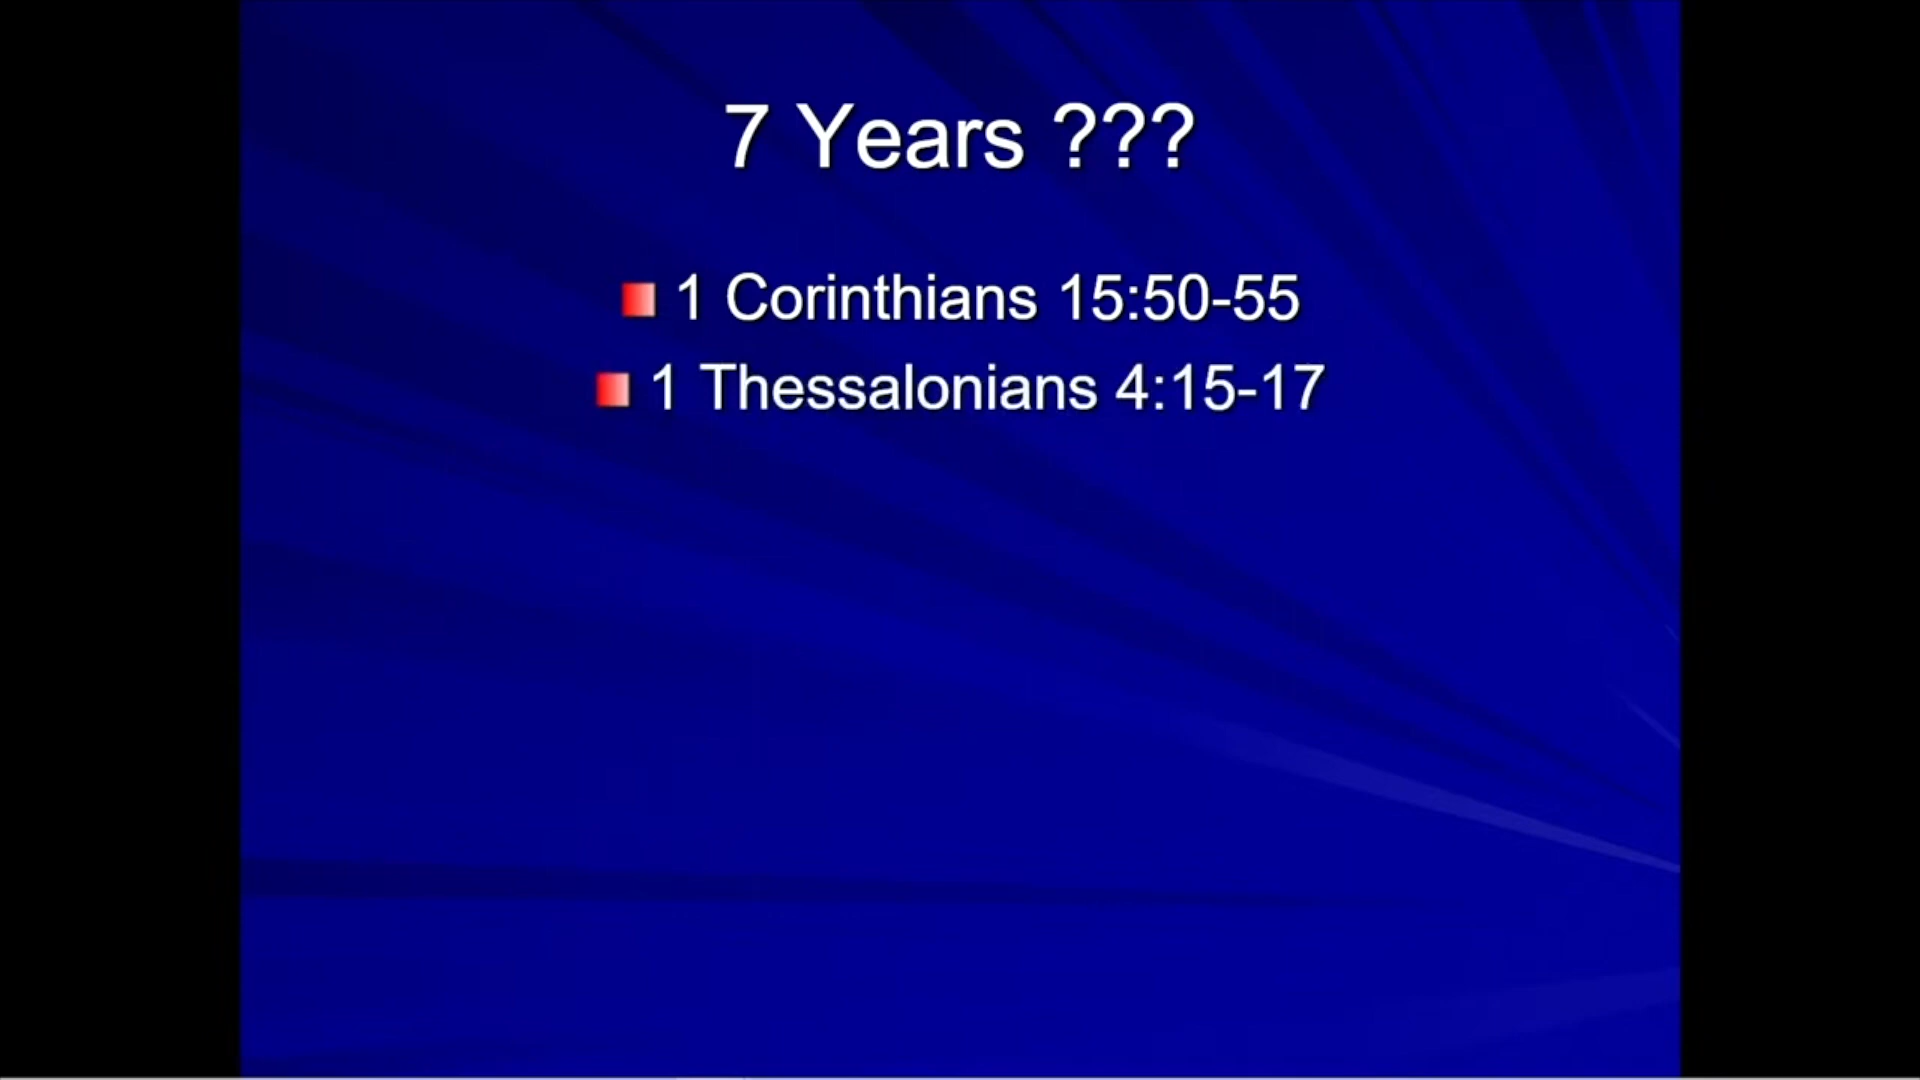 7 Years ???
1 Corinthians 15:50-55
1 Thessalonians 4:15-17